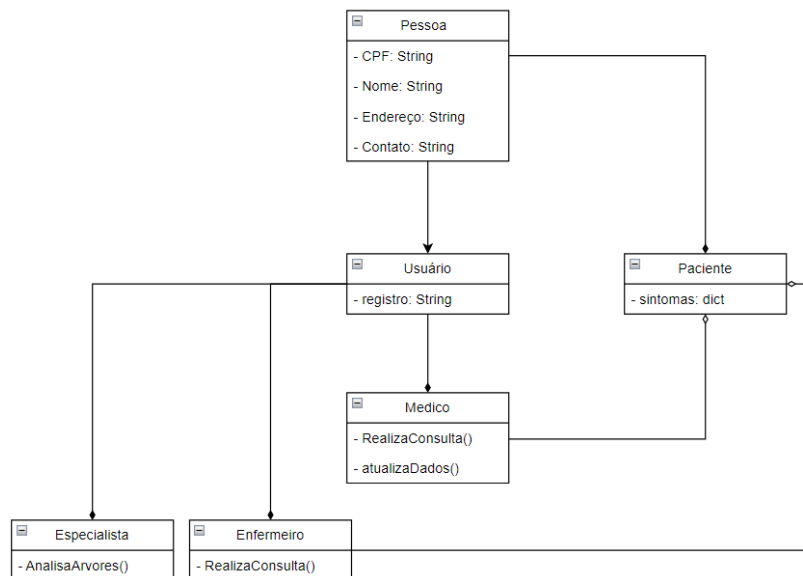 Pessoa
- CPF: String
- Nome: String
- Endereço: String
- Contato: String
Usuário
- registro: String
Paciente
- sintomas: dict
Medico
- RealizaConsulta()
- atualizaDados()
Especialista
- AnalisaArvores()
Enfermeiro
- RealizaConsulta()